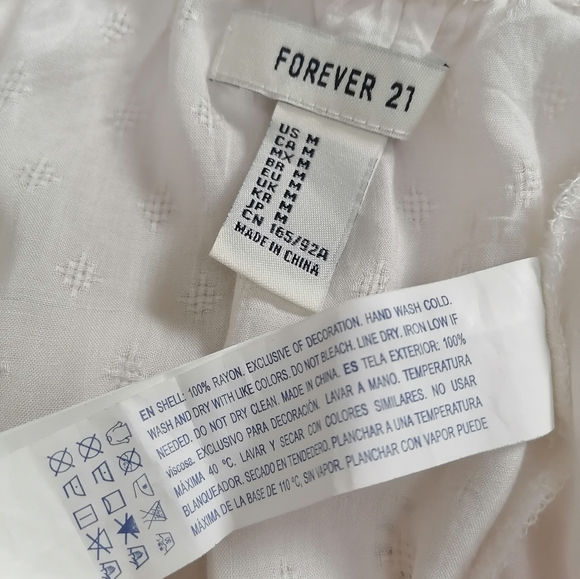 FOREVER 21
US M
CA M
MX M
BR M
EU M
UK M
KR M
JP M
CN 165/92A
MADE IN CHINA
EN SHELL: 100% RAYON. EXCLUSIVE OF DECORATION. HAND WASH COLD.
WASH AND DRY WITH LIKE COLORS. DO NOT BLEACH. LINE DRY. IRON LOW IF
NEEDED. DO NOT DRY CLEAN. MADE IN CHINA. ES TELA EXTERIOR: 100%
viscosa. EXCLUSIVO PARA DECORACIÓN. LAVAR A MANO. TEMPERATURA
MÁXIMA 40 ºC. LAVAR Y SECAR CON COLORES SIMILARES. NO USAR
BLANQUEADOR. SECADO EN TENDEDERO. PLANCHAR A UNA TEMPERATURA
MÁXIMA DE LA BASE DE 110 ºC, SIN VAPOR. PLANCHAR CON VAPOR PUEDE